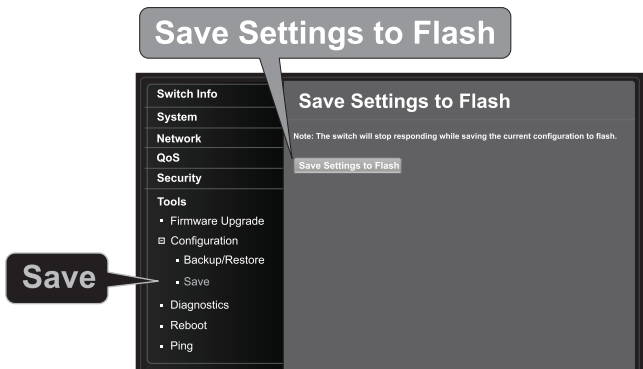 Save Settings to Flash
Switch Info
System
Network
QoS
Security
Tools
Firmware Upgrade
Configuration
Backup/Restore
Save
Diagnostics
Reboot
Ping
Save
Save Settings to Flash
Note: The switch will stop responding while saving the current configuration to flash.
Save Settings to Flash